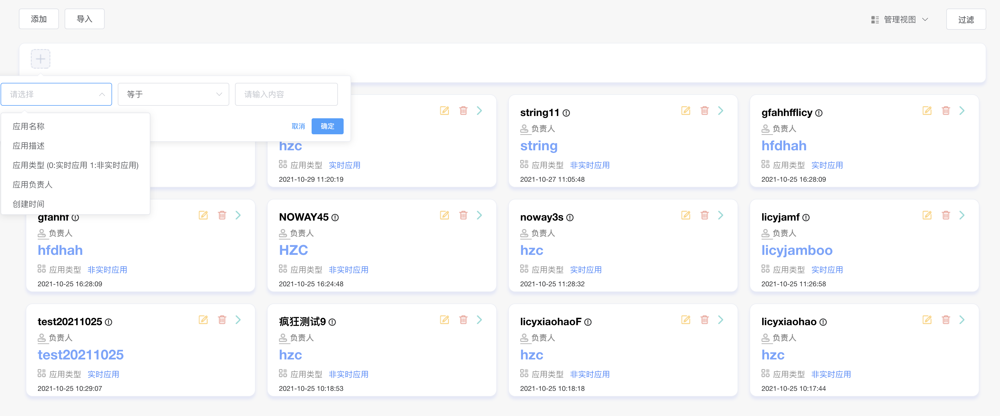 添加
导入
管理视图
过滤
请选择
等于
请输入内容
取消
确定
应用名称
应用描述
应用类型 (0:实时应用 1:非实时应用)
应用负责人
创建时间
hzc
应用类型 实时应用
2021-10-29 11:20:19
string11
负责人
string
应用类型 非实时应用
2021-10-27 11:05:48
gfahhfflicy
负责人
hfdhah
应用类型 实时应用
2021-10-25 16:28:09
gfahhf
负责人
hfdhah
应用类型 非实时应用
2021-10-25 16:28:09
NOWAY45
负责人
HZC
应用类型 非实时应用
2021-10-25 16:24:48
noway3s
负责人
hzc
应用类型 实时应用
2021-10-25 11:28:32
licyjamf
负责人
licyjamboo
应用类型 实时应用
2021-10-25 11:26:58
test20211025
负责人
test20211025
应用类型 实时应用
2021-10-25 10:29:07
疯狂测试9
负责人
hzc
应用类型 非实时应用
2021-10-25 10:18:53
licyxiaohaoF
负责人
hzc
应用类型 非实时应用
2021-10-25 10:18:18
licyxiaohao
负责人
hzc
应用类型 非实时应用
2021-10-25 10:17:44